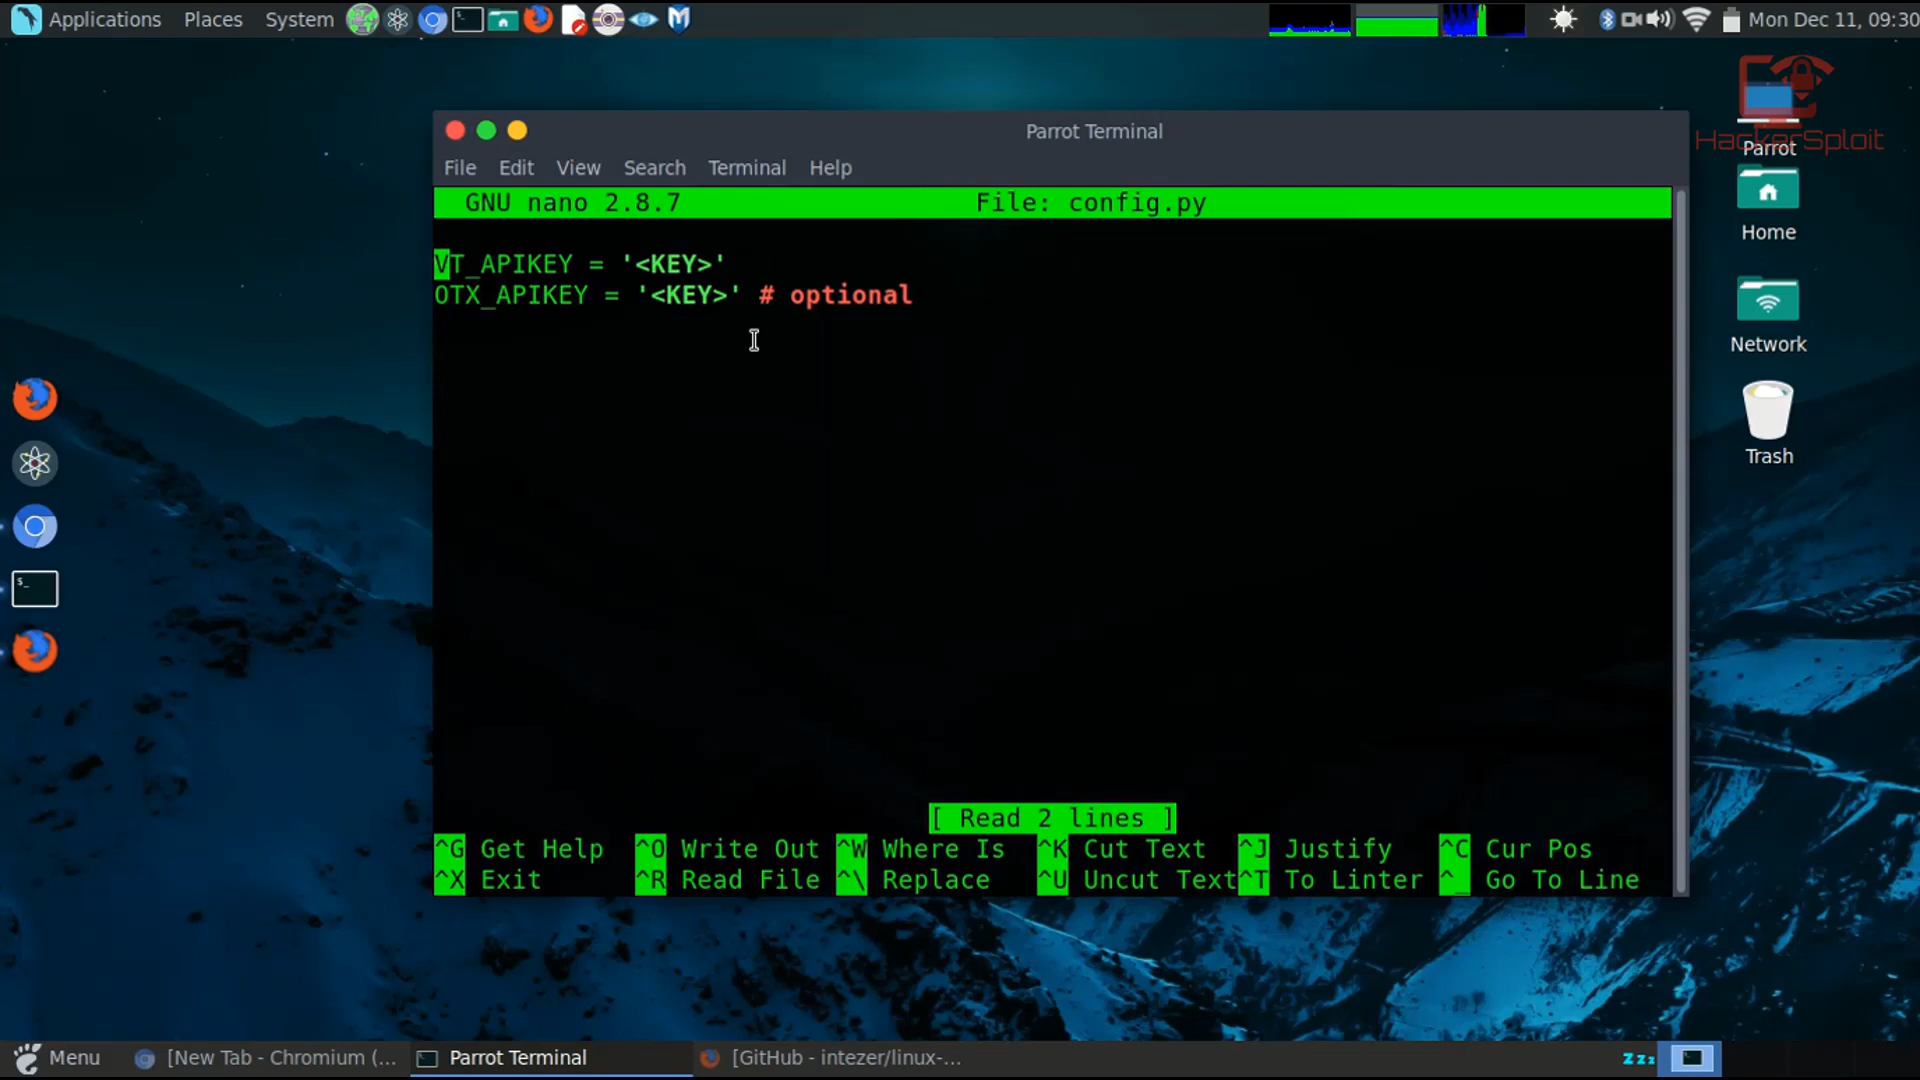 Applications Places System
Mon Dec 11, 09:30
HackerSploit
Parrot
Home
Network
Trash
Parrot Terminal
File Edit View Search Terminal Help
GNU nano 2.8.7 File: config.py
VT_APIKEY = '<KEY>'
OTX_APIKEY = '<KEY>' # optional
[ Read 2 lines ]
^G Get Help ^O Write Out ^W Where Is ^K Cut Text ^J Justify ^C Cur Pos
^X Exit ^R Read File ^\ Replace ^U Uncut Text ^T To Linter ^_ Go To Line
Menu [New Tab - Chromium (... Parrot Terminal [GitHub - intezer/linux-...
zzz